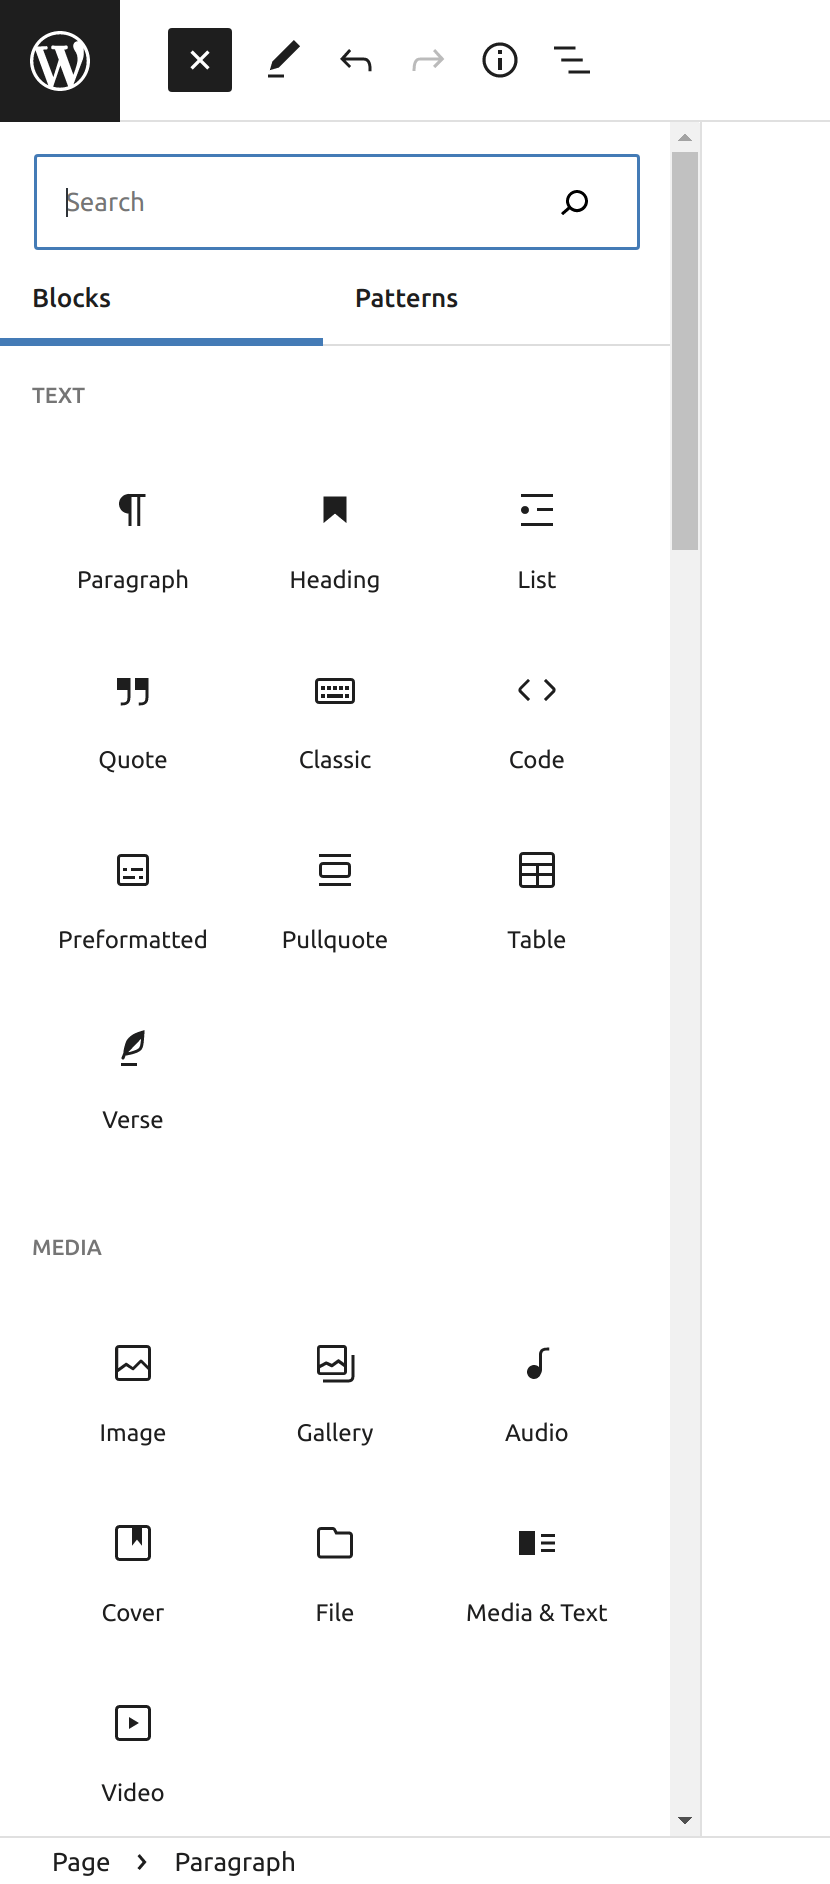 Search
Blocks Patterns
TEXT
Paragraph Heading List
Quote Classic Code
Preformatted Pullquote Table
Verse
MEDIA
Image Gallery Audio
Cover File Media & Text
Video
Page › Paragraph